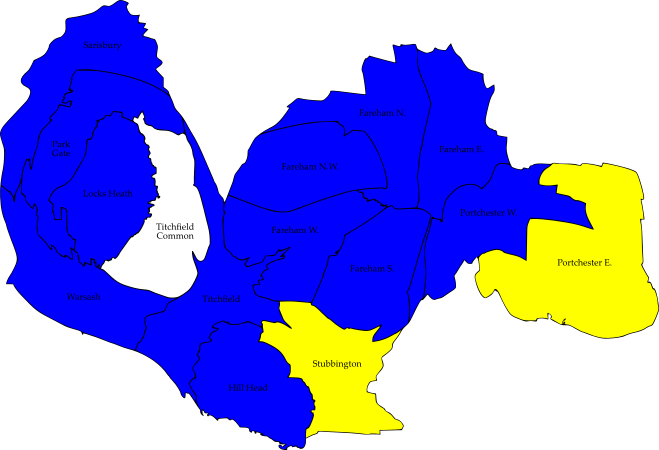 Sarisbury
Fareham N.
Park
Gate
Fareham E.
Fareham N.W.
Locks Heath
Portchester W.
Titchfield
Common
Fareham W.
Portchester E.
Fareham S.
Warsash
Titchfield
Stubbington
Hill Head